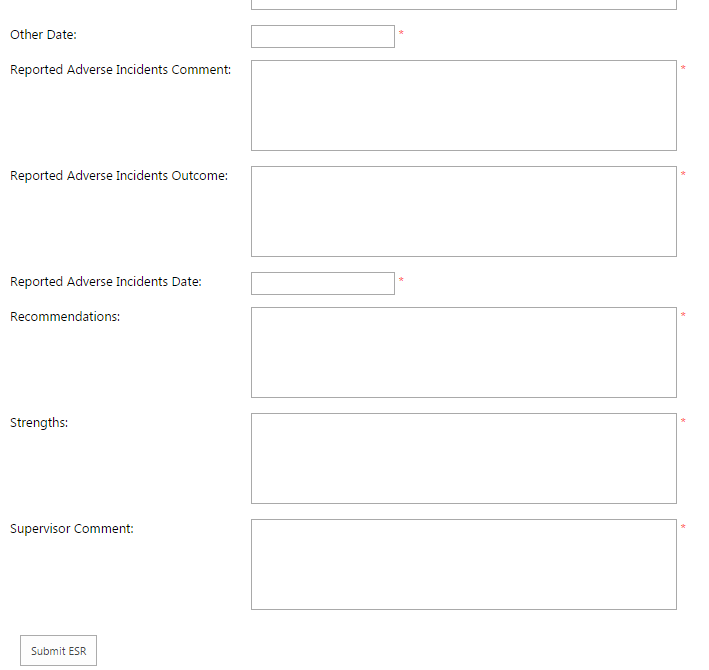 Other Date: *
Reported Adverse Incidents Comment: *
Reported Adverse Incidents Outcome: *
Reported Adverse Incidents Date: *
Recommendations: *
Strengths: *
Supervisor Comment: *
Submit ESR